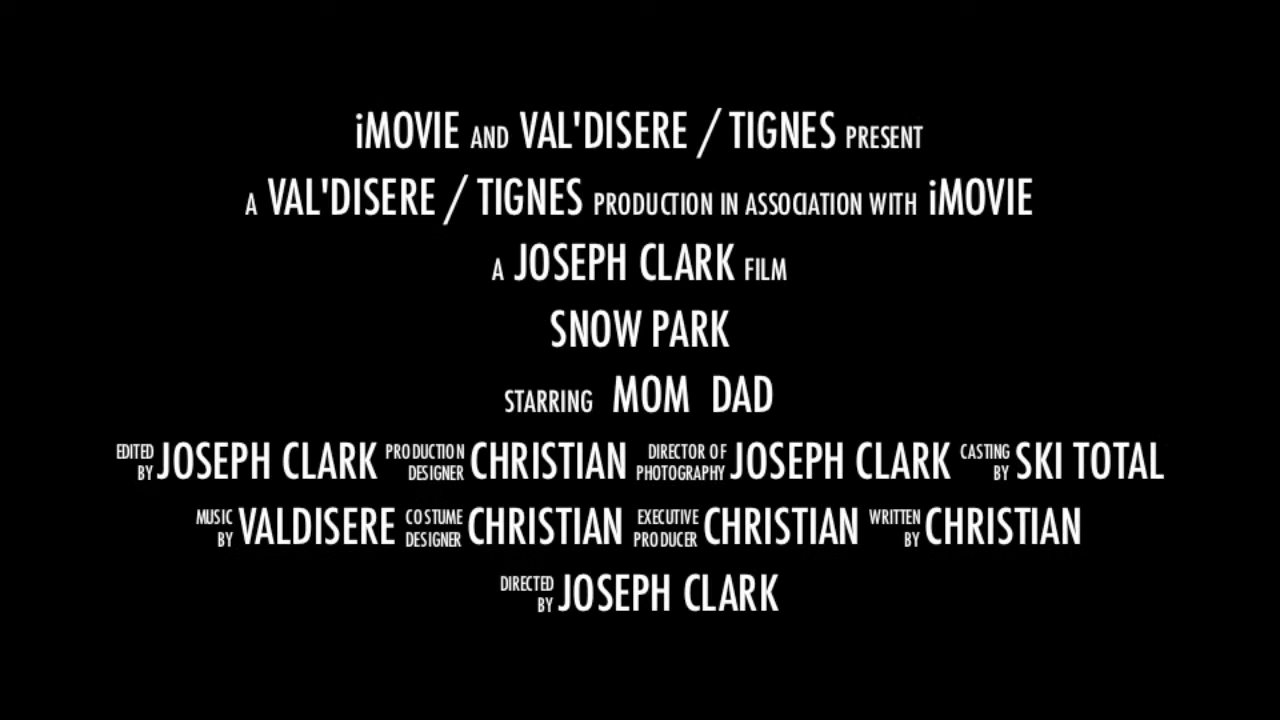 iMOVIE AND VAL'DISERE / TIGNES PRESENT
A VAL'DISERE / TIGNES PRODUCTION IN ASSOCIATION WITH iMOVIE
A JOSEPH CLARK FILM
SNOW PARK
STARRING MOM DAD
EDITED BY JOSEPH CLARK PRODUCTION DESIGNER CHRISTIAN DIRECTOR OF PHOTOGRAPHY JOSEPH CLARK CASTING BY SKI TOTAL
MUSIC BY VALDISERE COSTUME DESIGNER CHRISTIAN EXECUTIVE PRODUCER CHRISTIAN WRITTEN BY CHRISTIAN
DIRECTED BY JOSEPH CLARK